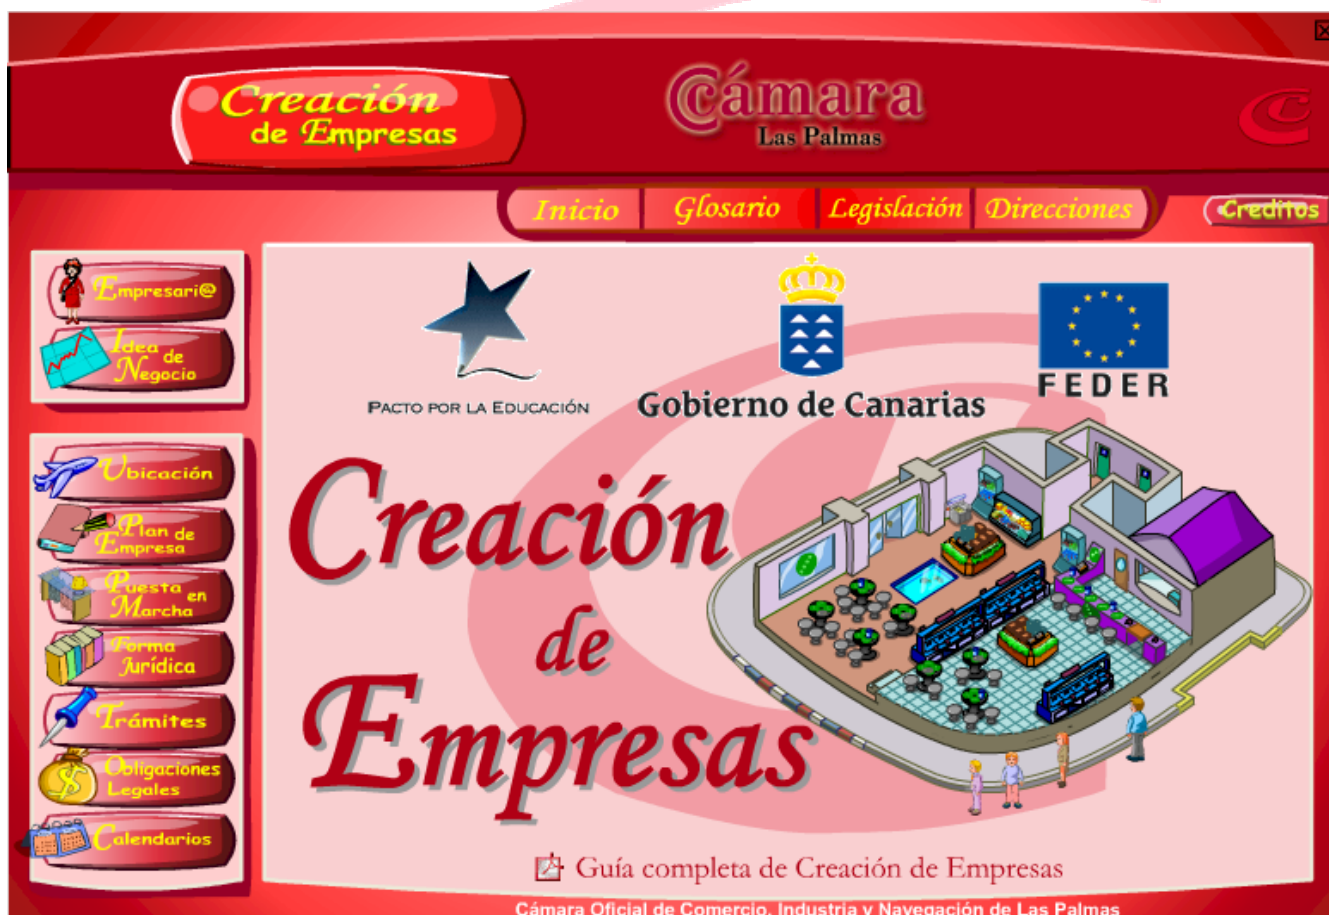 Creación
de Empresas
Cámara
Las Palmas
Inicio
Glosario
Legislación
Direcciones
Creditos
Empresari@
Idea de
Negocio
Ubicación
Plan de
Empresa
Puesta en
Marcha
Forma
Jurídica
Trámites
Obligaciones
Legales
Calendarios
PACTO POR LA EDUCACIÓN
Gobierno de Canarias
FEDER
Creación
de
Empresas
Guía completa de Creación de Empresas
Cámara Oficial de Comercio, Industria y Navegación de Las Palmas